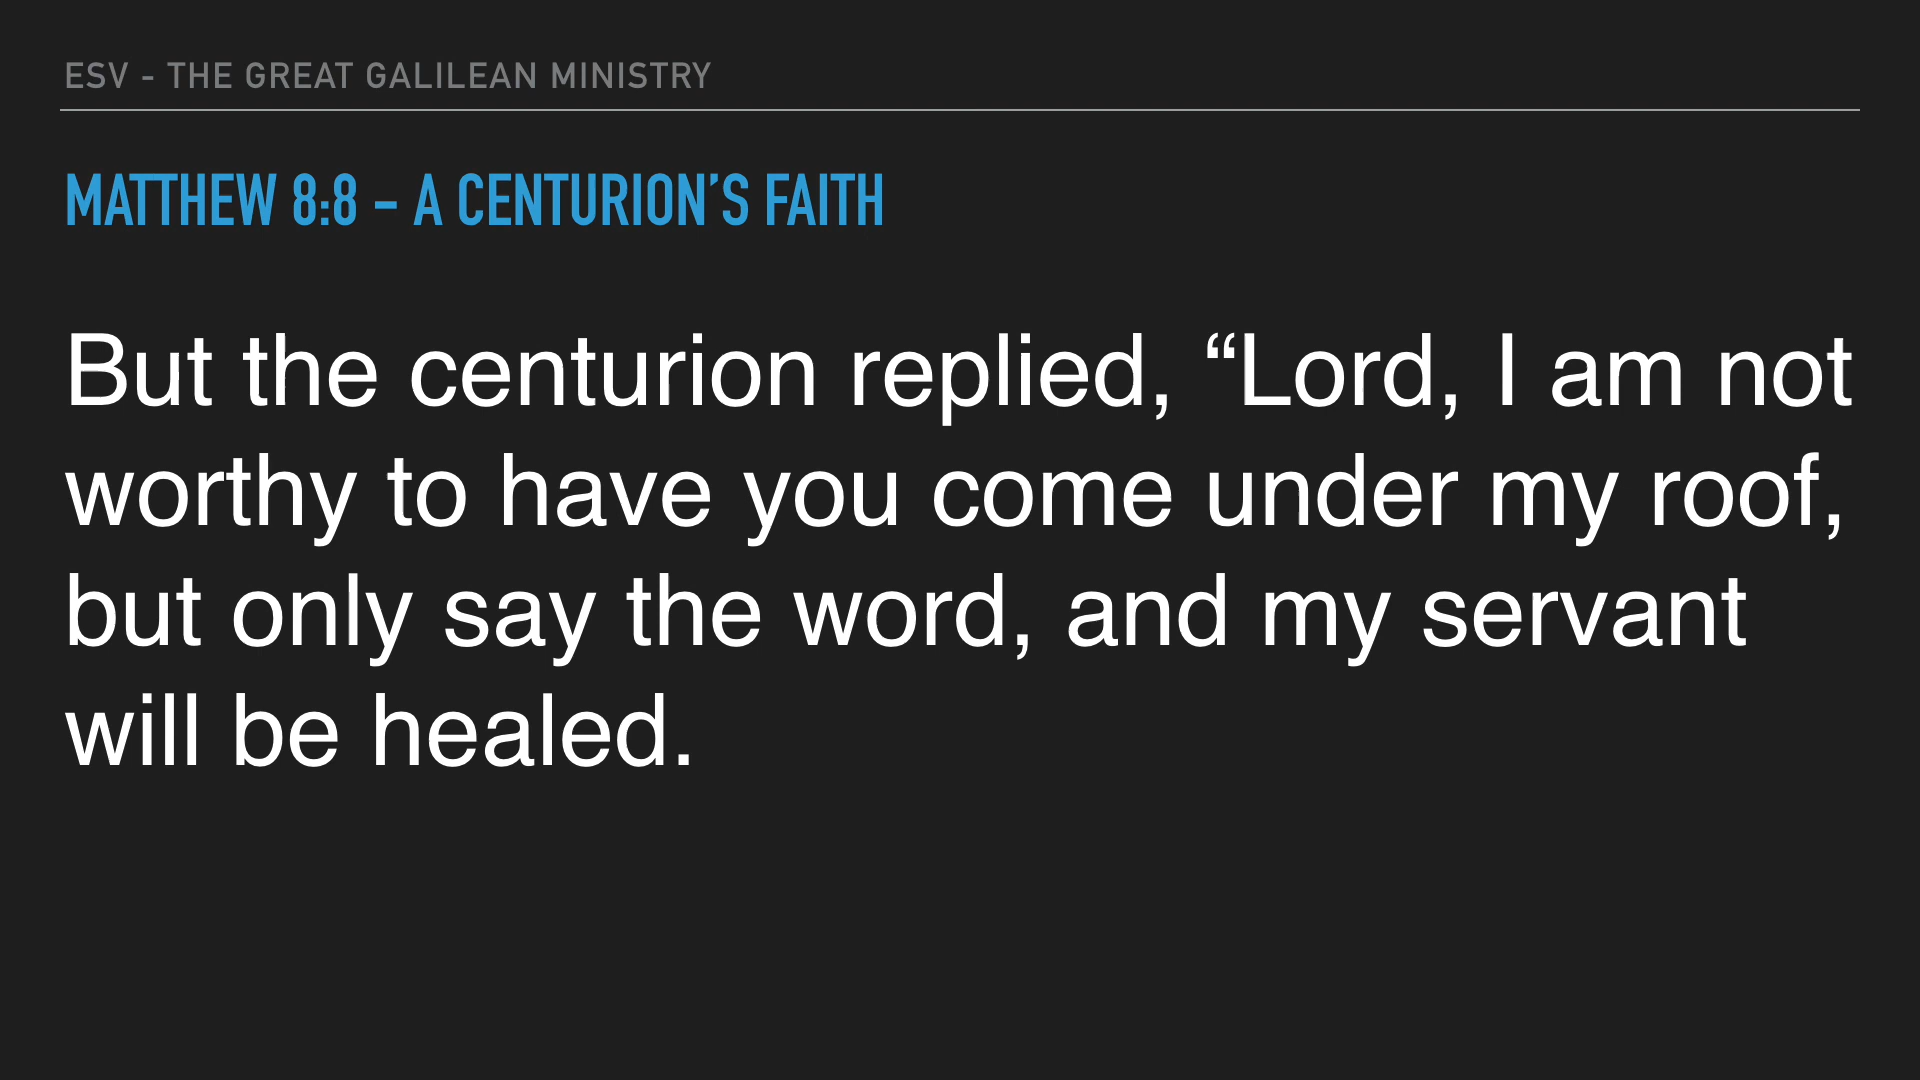 ESV - THE GREAT GALILEAN MINISTRY
MATTHEW 8:8 - A CENTURION’S FAITH
But the centurion replied, “Lord, I am not
worthy to have you come under my roof,
but only say the word, and my servant
will be healed.